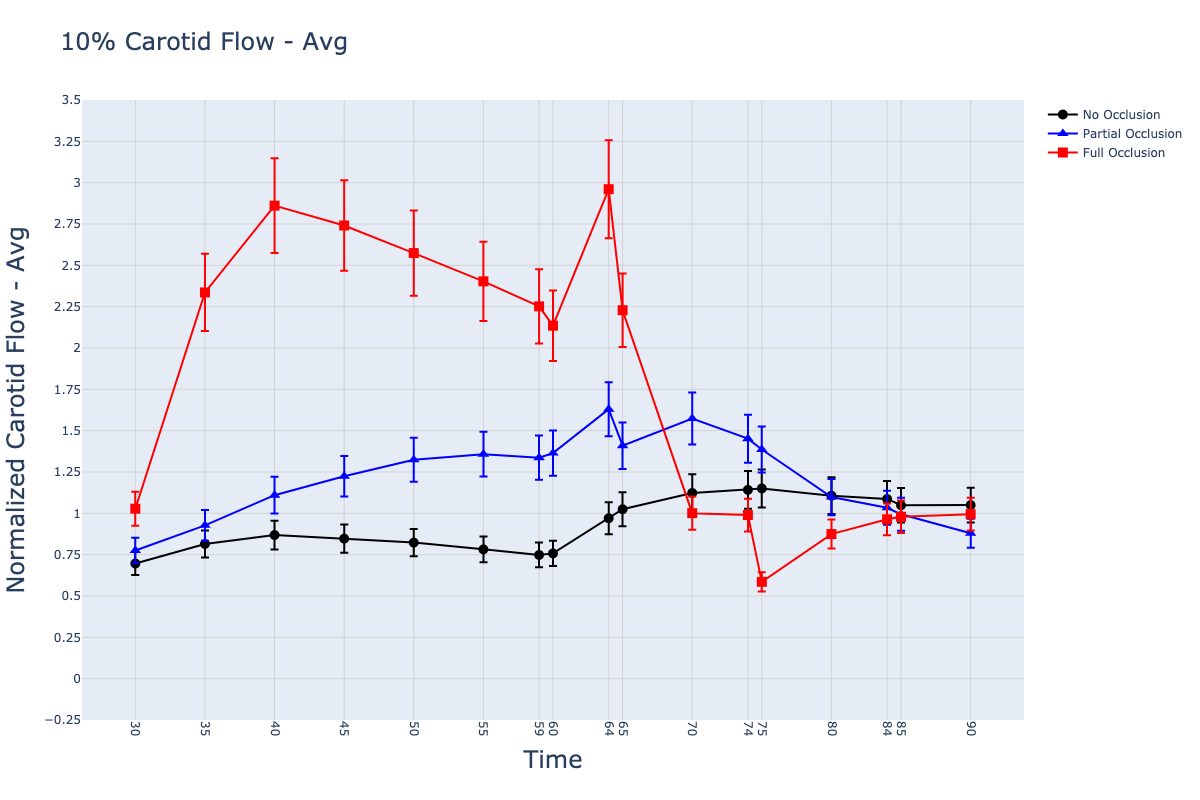 10% Carotid Flow - Avg
No Occlusion
Partial Occlusion
Full Occlusion
Normalized Carotid Flow - Avg
3.5
3.25
3
2.75
2.5
2.25
2
1.75
1.5
1.25
1
0.75
0.5
0.25
0
−0.25
30 35 40 45 50 55 59 60 64 65 70 74 75 80 84 85 90
Time